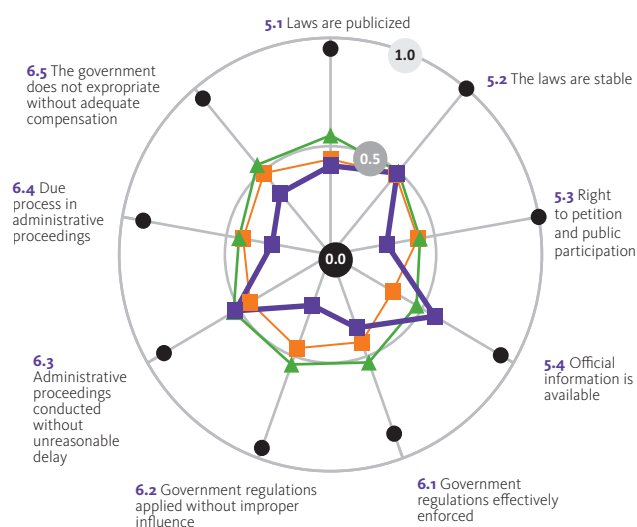 5.1 Laws are publicized
1.0
5.2 The laws are stable
0.5
5.3 Right
to petition
and public
participation
0.0
5.4 Official
information is
available
6.1 Government
regulations effectively
enforced
6.2 Government regulations
applied without improper
influence
6.3
Administrative
proceedings
conducted
without
unreasonable
delay
6.4 Due
process in
administrative
proceedings
6.5 The government
does not expropriate
without adequate
compensation